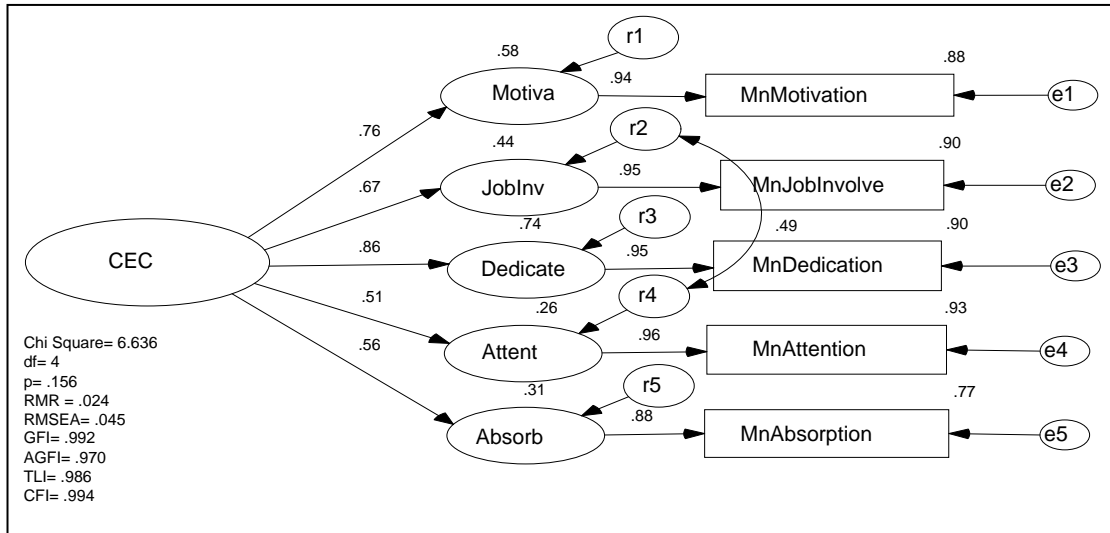 r1
.58
.88
.94
Motiva
MnMotivation
e1
.76
r2
.44
.90
.67
.95
JobInv
MnJobInvolve
e2
r3
.74
.49
.90
.86
.95
CEC
Dedicate
MnDedication
e3
r4
.51
.26
.93
.96
.56
Attent
MnAttention
e4
r5
.31
.77
.88
Absorb
MnAbsorption
e5
Chi Square= 6.636
df= 4
p= .156
RMR = .024
RMSEA= .045
GFI= .992
AGFI= .970
TLI= .986
CFI= .994